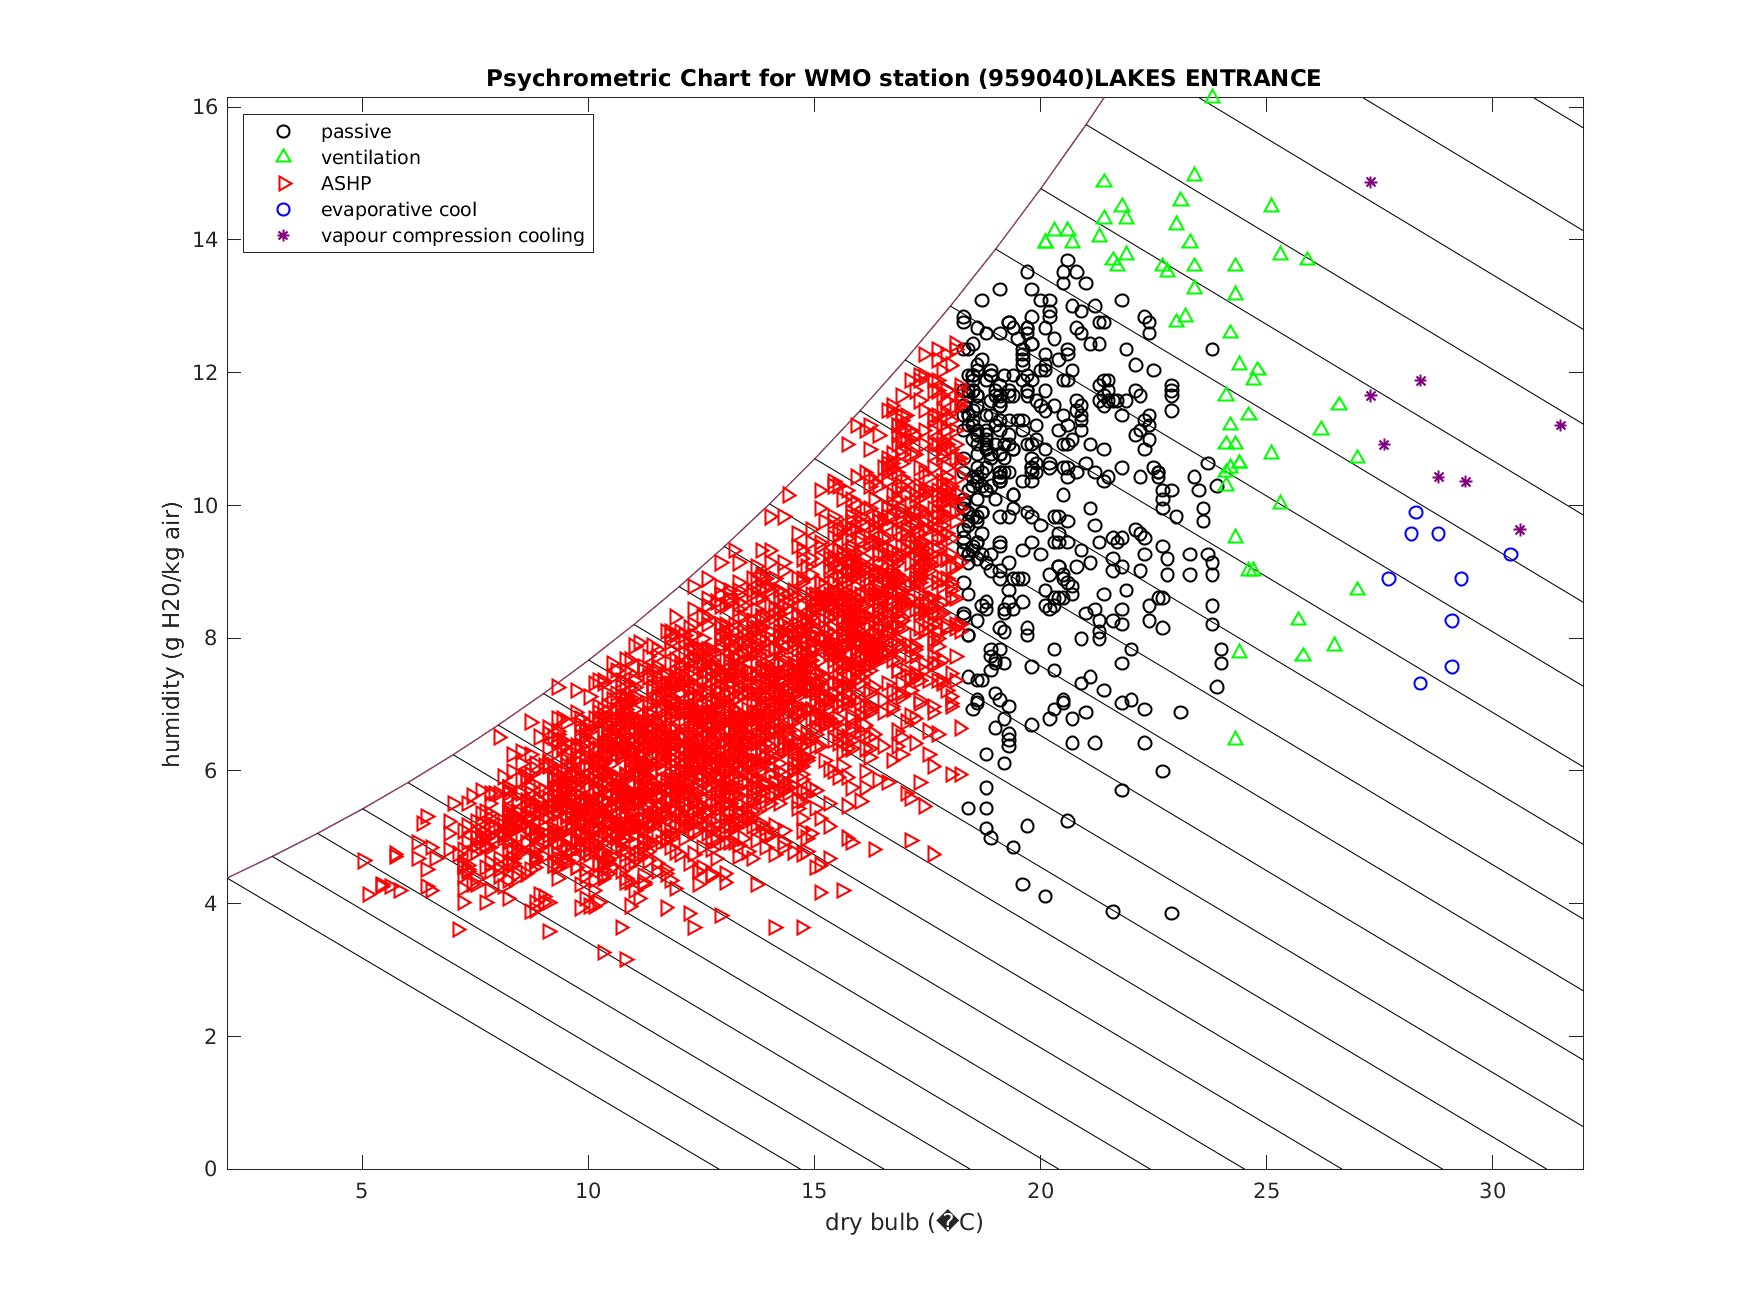 Psychrometric Chart for WMO station (959040)LAKES ENTRANCE
16
14
12
10
8
6
4
2
0
humidity (g H20/kg air)
passive
ventilation
ASHP
evaporative cool
vapour compression cooling
5
10
15
20
25
30
dry bulb (�C)